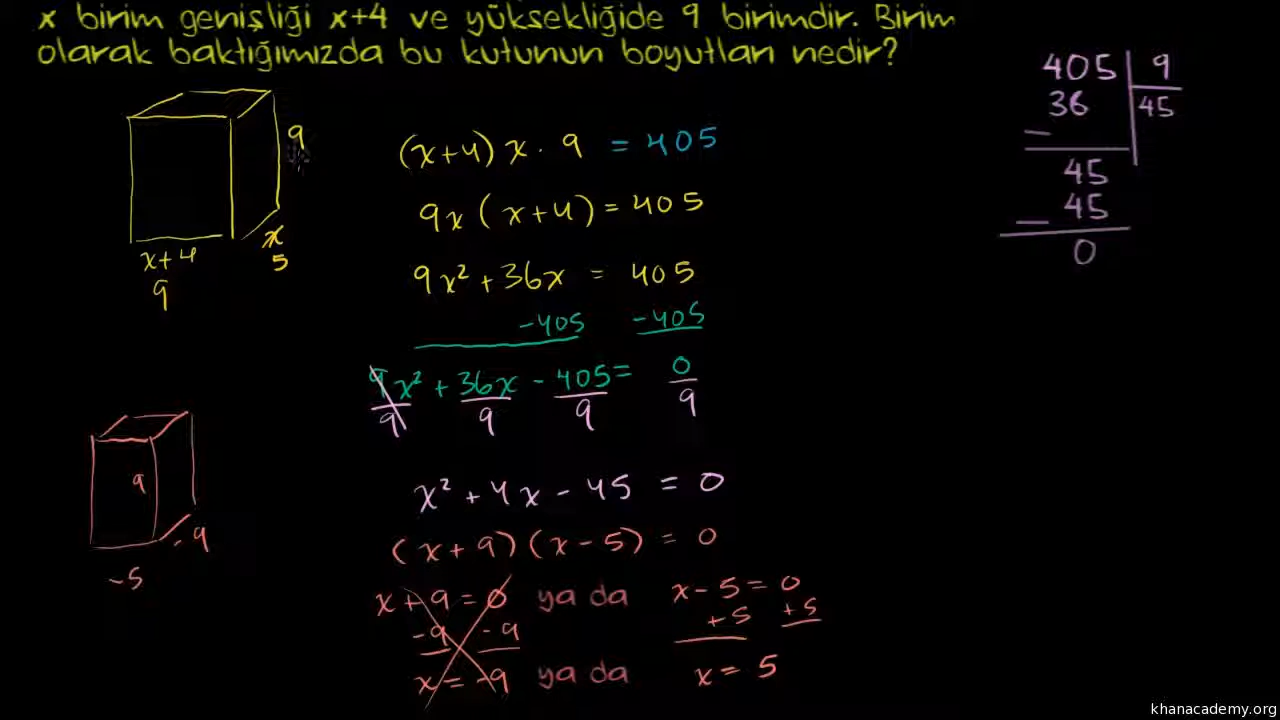 x birim genişliği x+4 ve yüksekliğide 9 birimdir. Birim
olarak baktığımızda bu kutunun boyutları nedir?
405 | 9
36 | 45
−
45
− 45
0
9
x+4
x
9
5
(x+4) x · 9 = 405
9x (x+4) = 405
9x² + 36x = 405
-405 -405
9x²/9 + 36x/9 - 405/9 = 0/9
x² + 4x - 45 = 0
(x+9) (x-5) = 0
x+9=0 ya da x-5=0
-9 -9 +5 +5
x=-9 ya da x=5
9
-9
-5
khanacademy.org